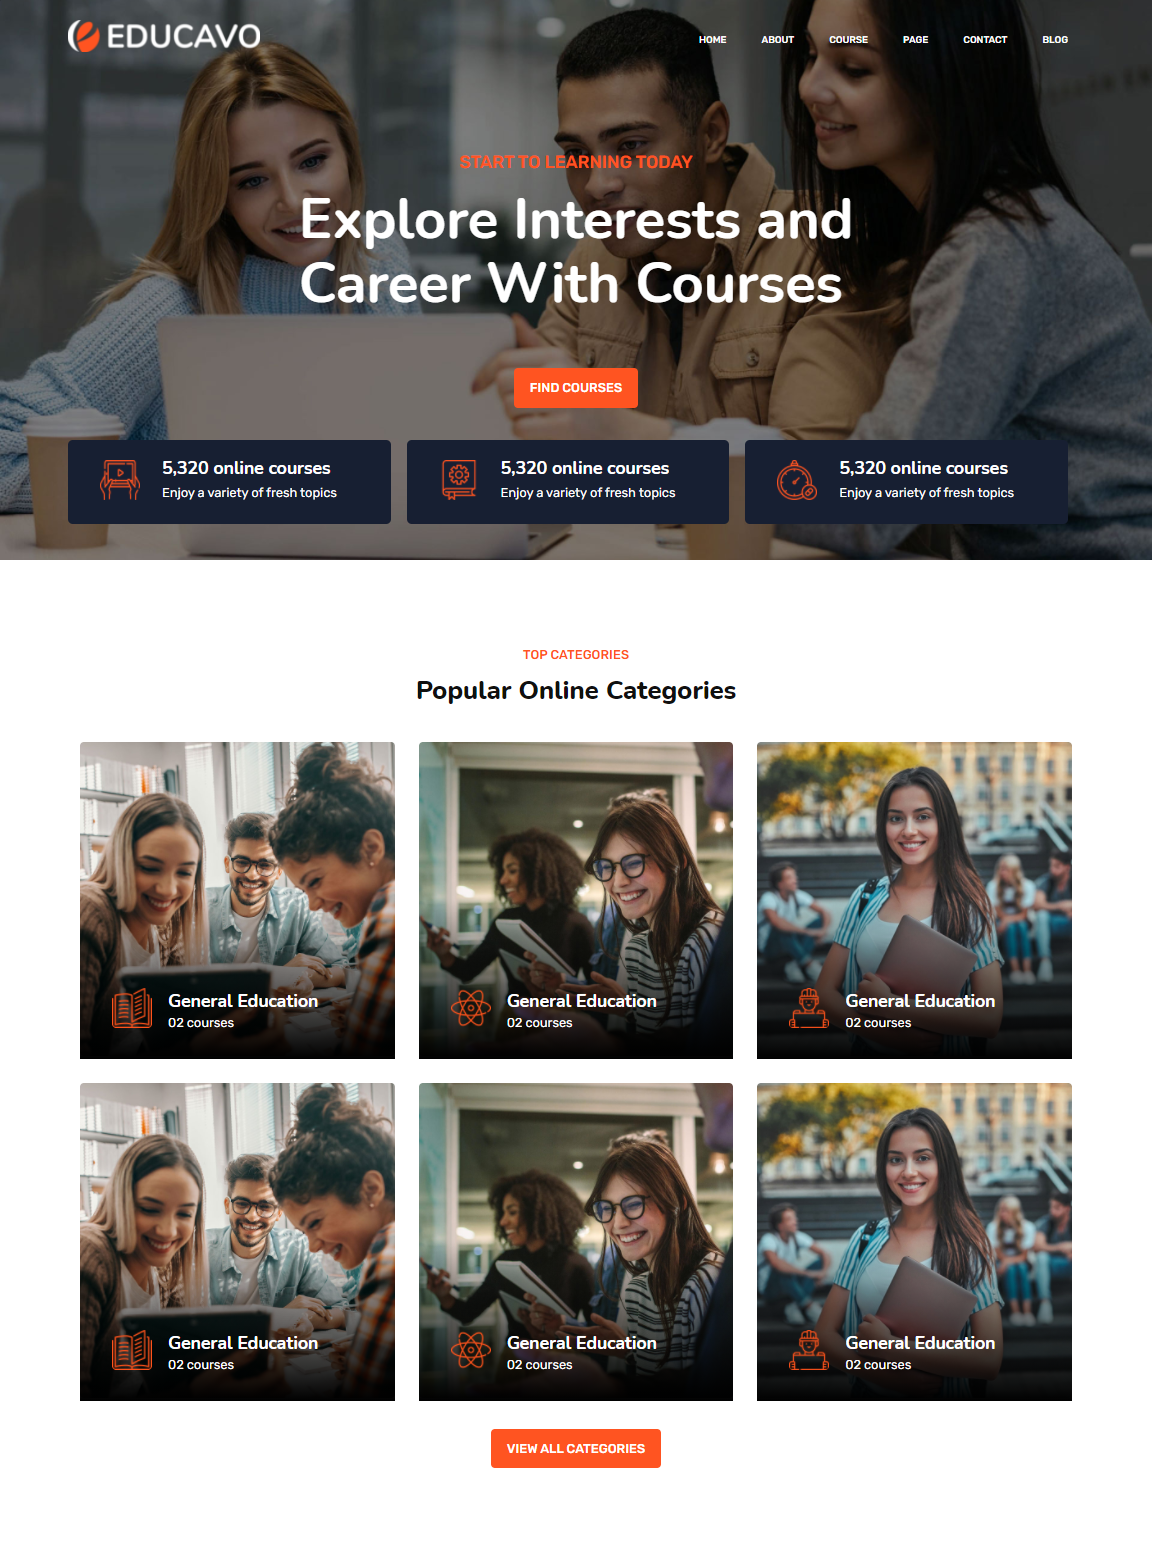 EDUCAVO
HOME ABOUT COURSE PAGE CONTACT BLOG
START TO LEARNING TODAY
Explore Interests and
Career With Courses
FIND COURSES
5,320 online courses
Enjoy a variety of fresh topics
5,320 online courses
Enjoy a variety of fresh topics
5,320 online courses
Enjoy a variety of fresh topics
TOP CATEGORIES
Popular Online Categories
General Education
02 courses
General Education
02 courses
General Education
02 courses
General Education
02 courses
General Education
02 courses
General Education
02 courses
VIEW ALL CATEGORIES